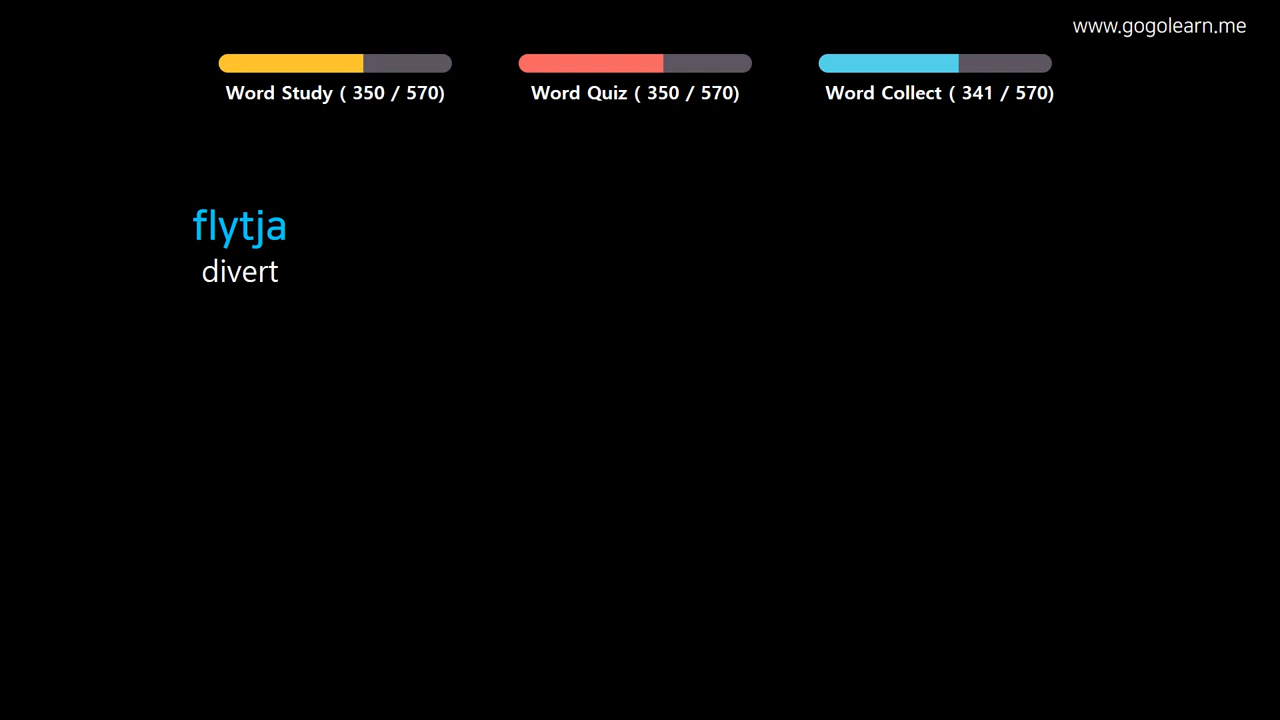 www.gogolearn.me
Word Study ( 350 / 570)
Word Quiz ( 350 / 570)
Word Collect ( 341 / 570)
flytja
divert